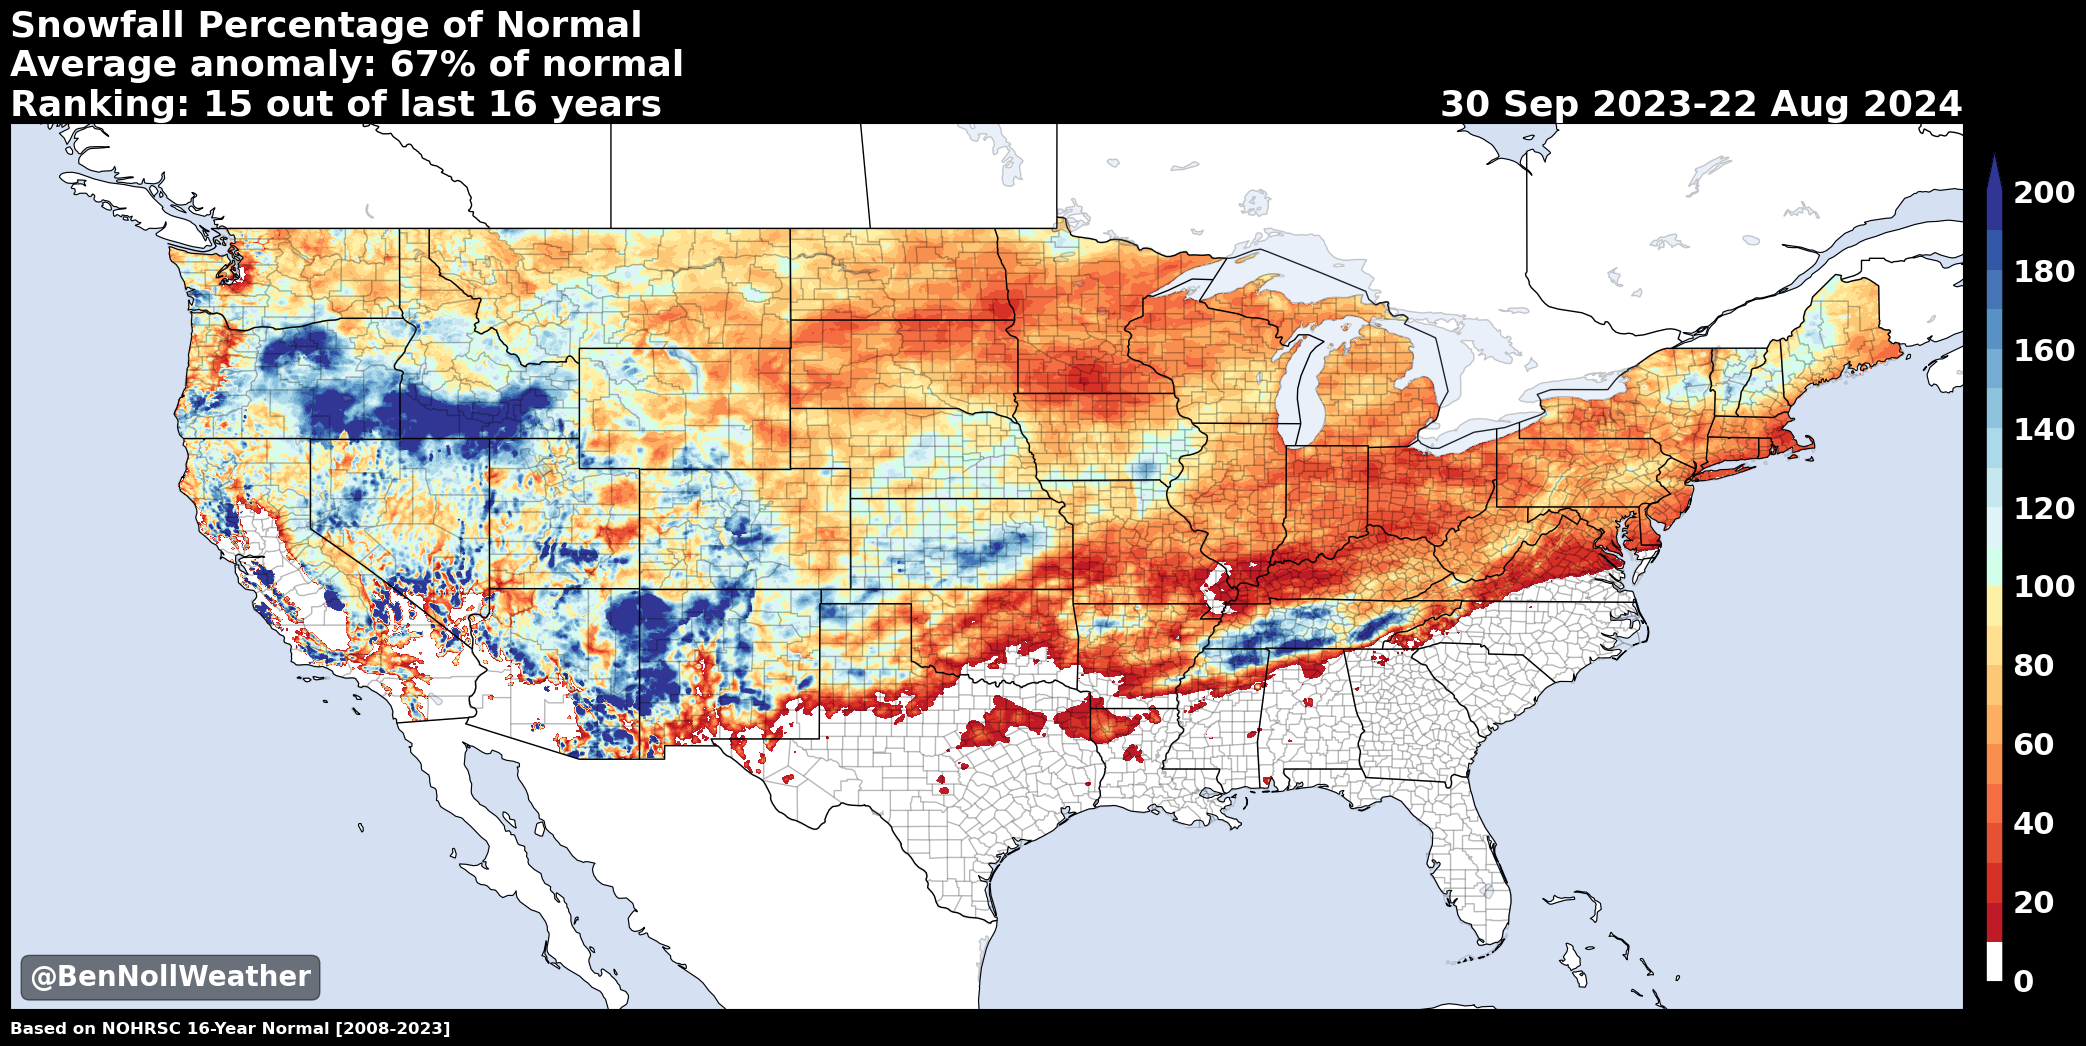 Snowfall Percentage of Normal
Average anomaly: 67% of normal
Ranking: 15 out of last 16 years
30 Sep 2023-22 Aug 2024
200
180
160
140
120
100
80
60
40
20
0
@BenNollWeather
Based on NOHRSC 16-Year Normal [2008-2023]